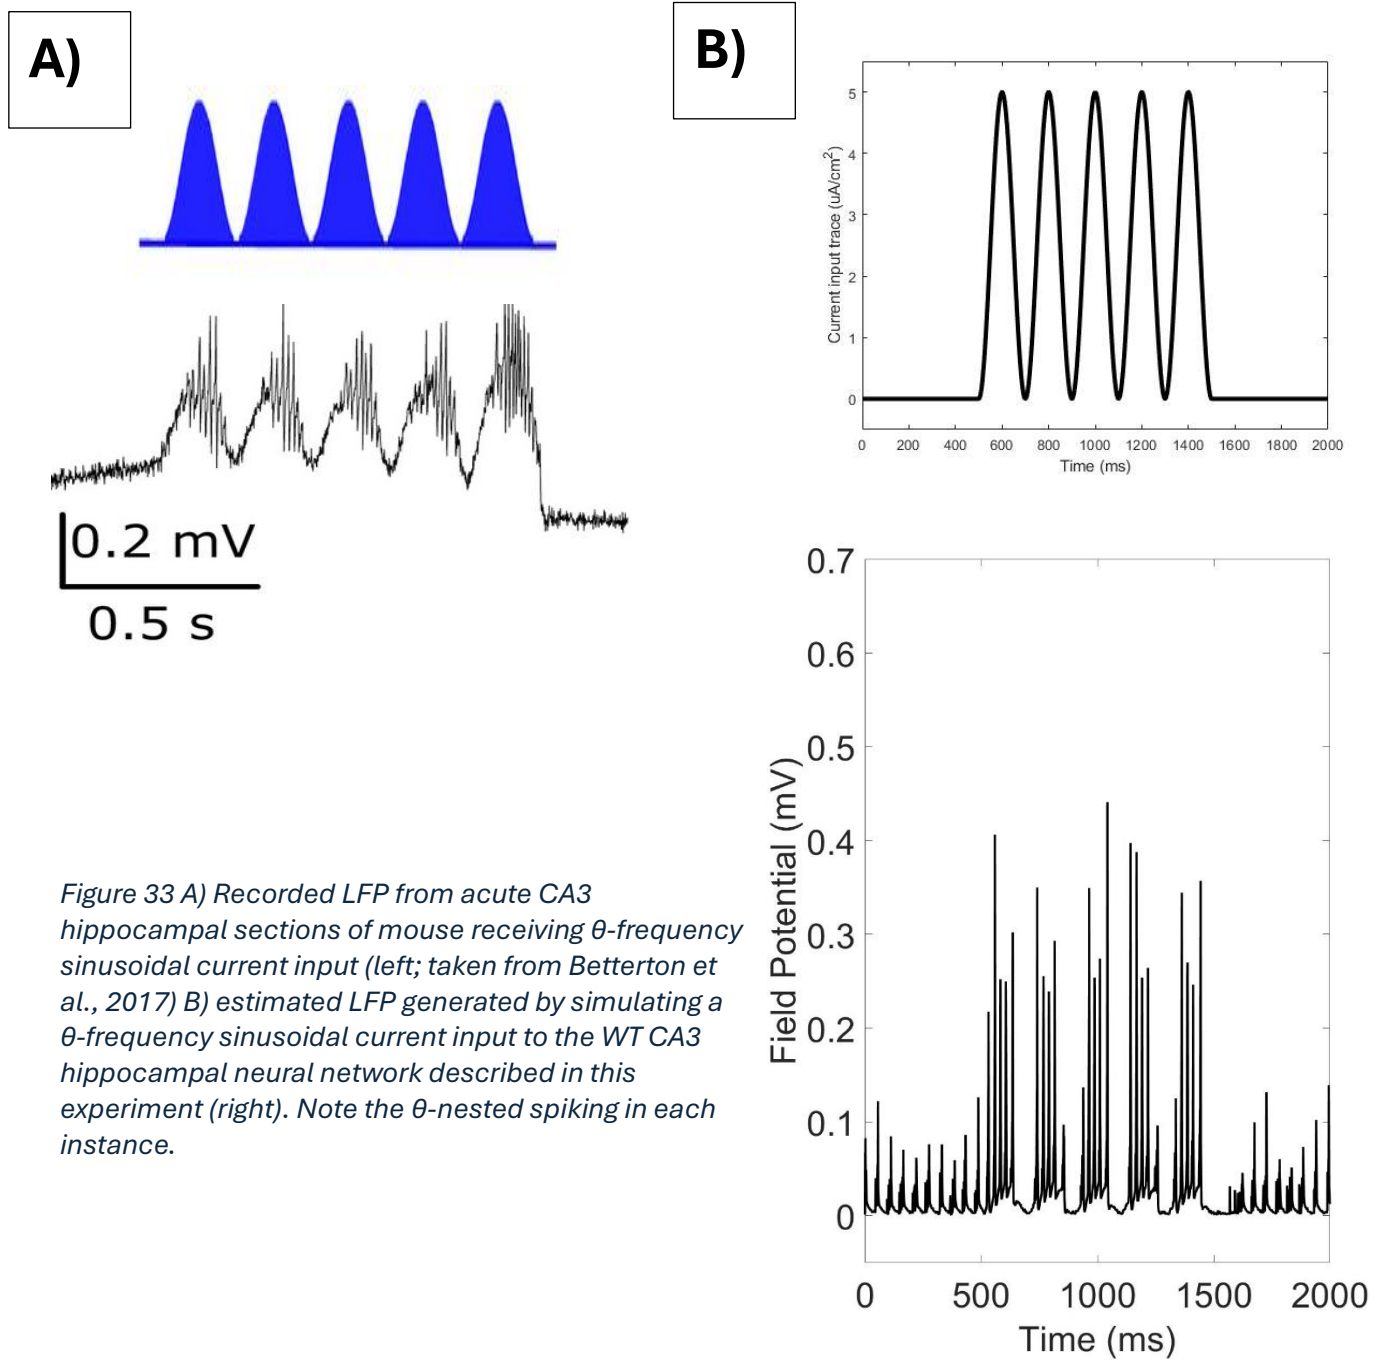 A)
0.2 mV
0.5 s
B)
Current input trace (uA/cm²)
5
4
3
2
1
0
0 200 400 600 800 1000 1200 1400 1600 1800 2000
Time (ms)
Field Potential (mV)
0.7
0.6
0.5
0.4
0.3
0.2
0.1
0
0 500 1000 1500 2000
Time (ms)
Figure 33 A) Recorded LFP from acute CA3
hippocampal sections of mouse receiving θ-frequency
sinusoidal current input (left; taken from Betterton et
al., 2017) B) estimated LFP generated by simulating a
θ-frequency sinusoidal current input to the WT CA3
hippocampal neural network described in this
experiment (right). Note the θ-nested spiking in each
instance.